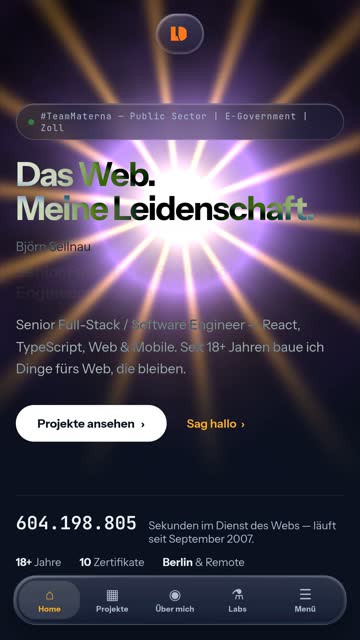 #TeamMaterna — Public Sector | E-Government |
Zoll
Das Web.
Meine Leidenschaft.
Björn Sellnau
Senior Full-Stack / Software Engineer — React,
TypeScript, Web & Mobile. Seit 18+ Jahren baue ich
Dinge fürs Web, die bleiben.
Projekte ansehen ›
Sag hallo ›
604.198.805 Sekunden im Dienst des Webs — läuft
seit September 2007.
18+ Jahre 10 Zertifikate Berlin & Remote
Home Projekte Über mich Labs Menü